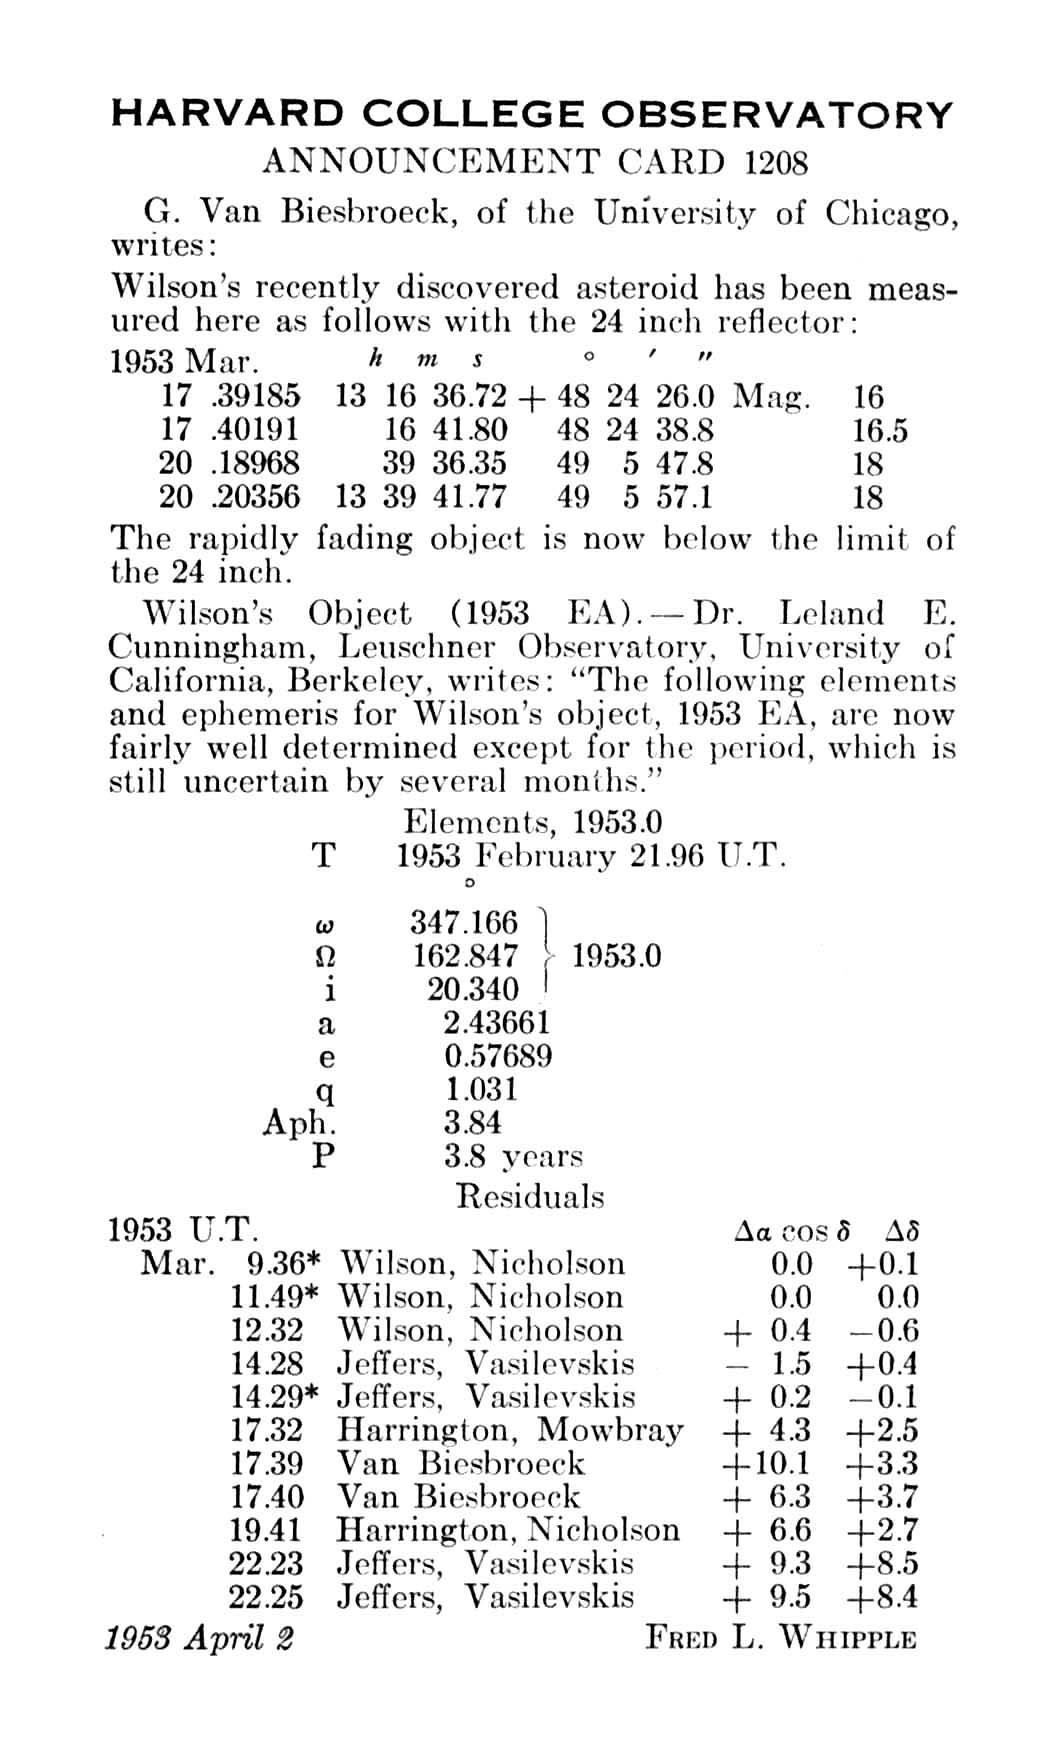 HARVARD COLLEGE OBSERVATORY
ANNOUNCEMENT CARD 1208
G. Van Biesbroeck, of the University of Chicago,
writes:
Wilson's recently discovered asteroid has been meas-
ured here as follows with the 24 inch reflector:
1953 Mar. h m s ° ′ ″
17 .39185 13 16 36.72 + 48 24 26.0 Mag. 16
17 .40191 16 41.80 48 24 38.8 16.5
20 .18968 39 36.35 49 5 47.8 18
20 .20356 13 39 41.77 49 5 57.1 18
The rapidly fading object is now below the limit of
the 24 inch.
Wilson's Object (1953 EA).—Dr. Leland E.
Cunningham, Leuschner Observatory, University of
California, Berkeley, writes: “The following elements
and ephemeris for Wilson's object, 1953 EA, are now
fairly well determined except for the period, which is
still uncertain by several months.”
Elements, 1953.0
T 1953 February 21.96 U.T.
°
ω 347.166
Ω 162.847 } 1953.0
i 20.340
a 2.43661
e 0.57689
q 1.031
Aph. 3.84
P 3.8 years
Residuals
1953 U.T. Δα cos δ Δδ
Mar. 9.36* Wilson, Nicholson 0.0 +0.1
11.49* Wilson, Nicholson 0.0 0.0
12.32 Wilson, Nicholson + 0.4 −0.6
14.28 Jeffers, Vasilevskis − 1.5 +0.4
14.29* Jeffers, Vasilevskis + 0.2 −0.1
17.32 Harrington, Mowbray + 4.3 +2.5
17.39 Van Biesbroeck +10.1 +3.3
17.40 Van Biesbroeck + 6.3 +3.7
19.41 Harrington, Nicholson + 6.6 +2.7
22.23 Jeffers, Vasilevskis + 9.3 +8.5
22.25 Jeffers, Vasilevskis + 9.5 +8.4
1953 April 2 FRED L. WHIPPLE